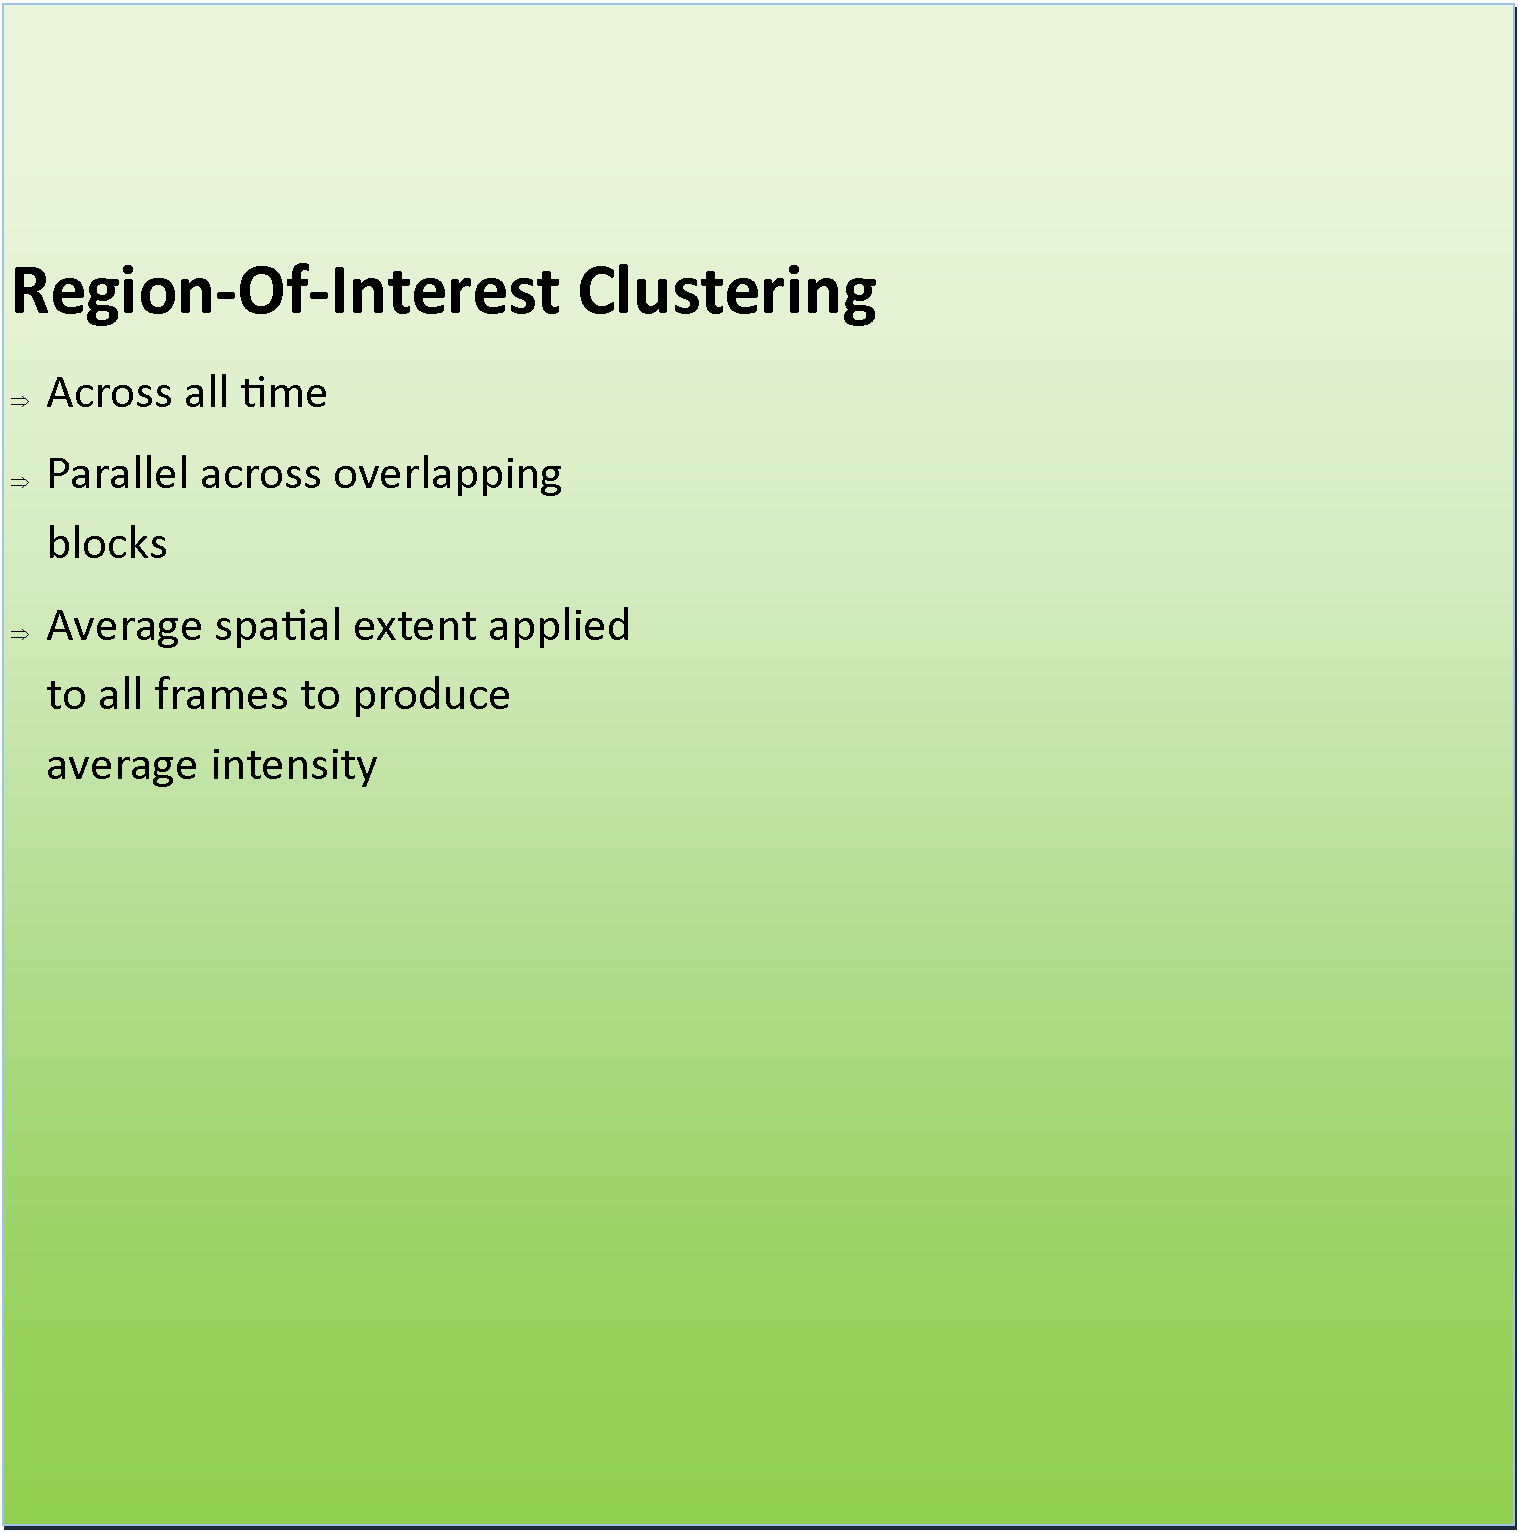 Region-Of-Interest Clustering
⇒ Across all time
⇒ Parallel across overlapping
blocks
⇒ Average spatial extent applied
to all frames to produce
average intensity